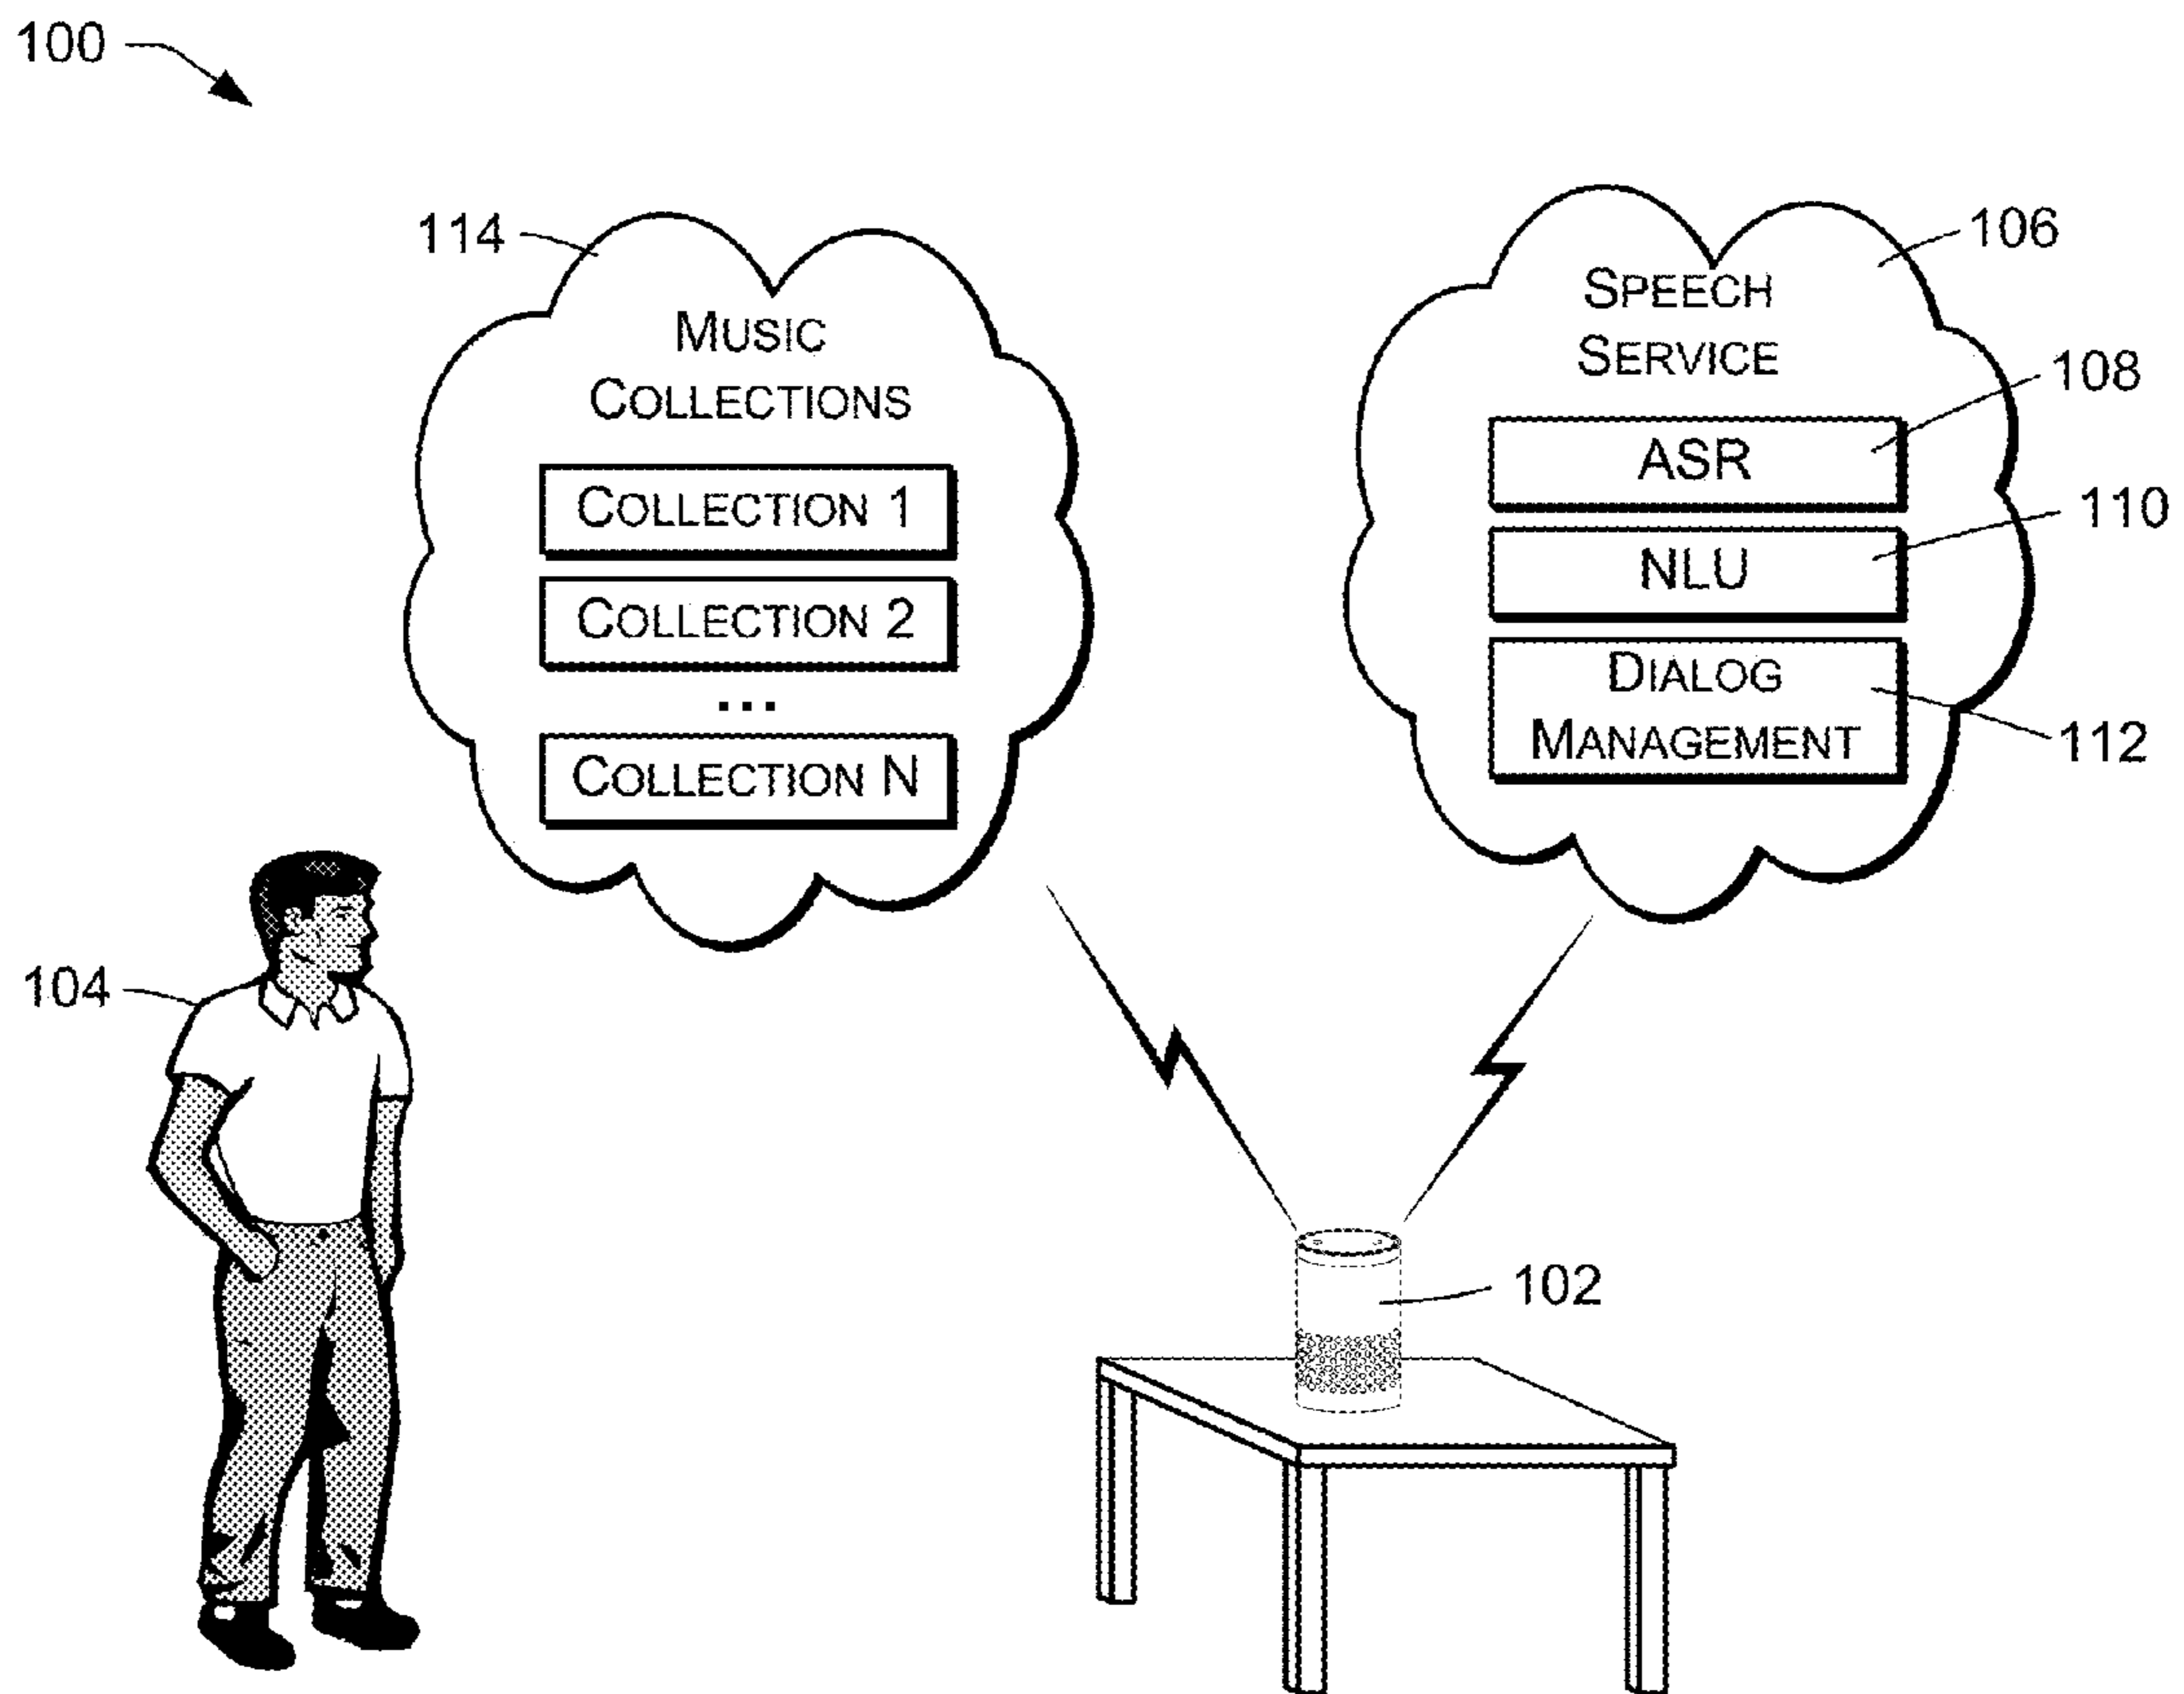 100
114
MUSIC
COLLECTIONS
COLLECTION 1
COLLECTION 2
...
COLLECTION N
106
SPEECH
SERVICE
108
ASR
110
NLU
DIALOG
MANAGEMENT
112
104
102